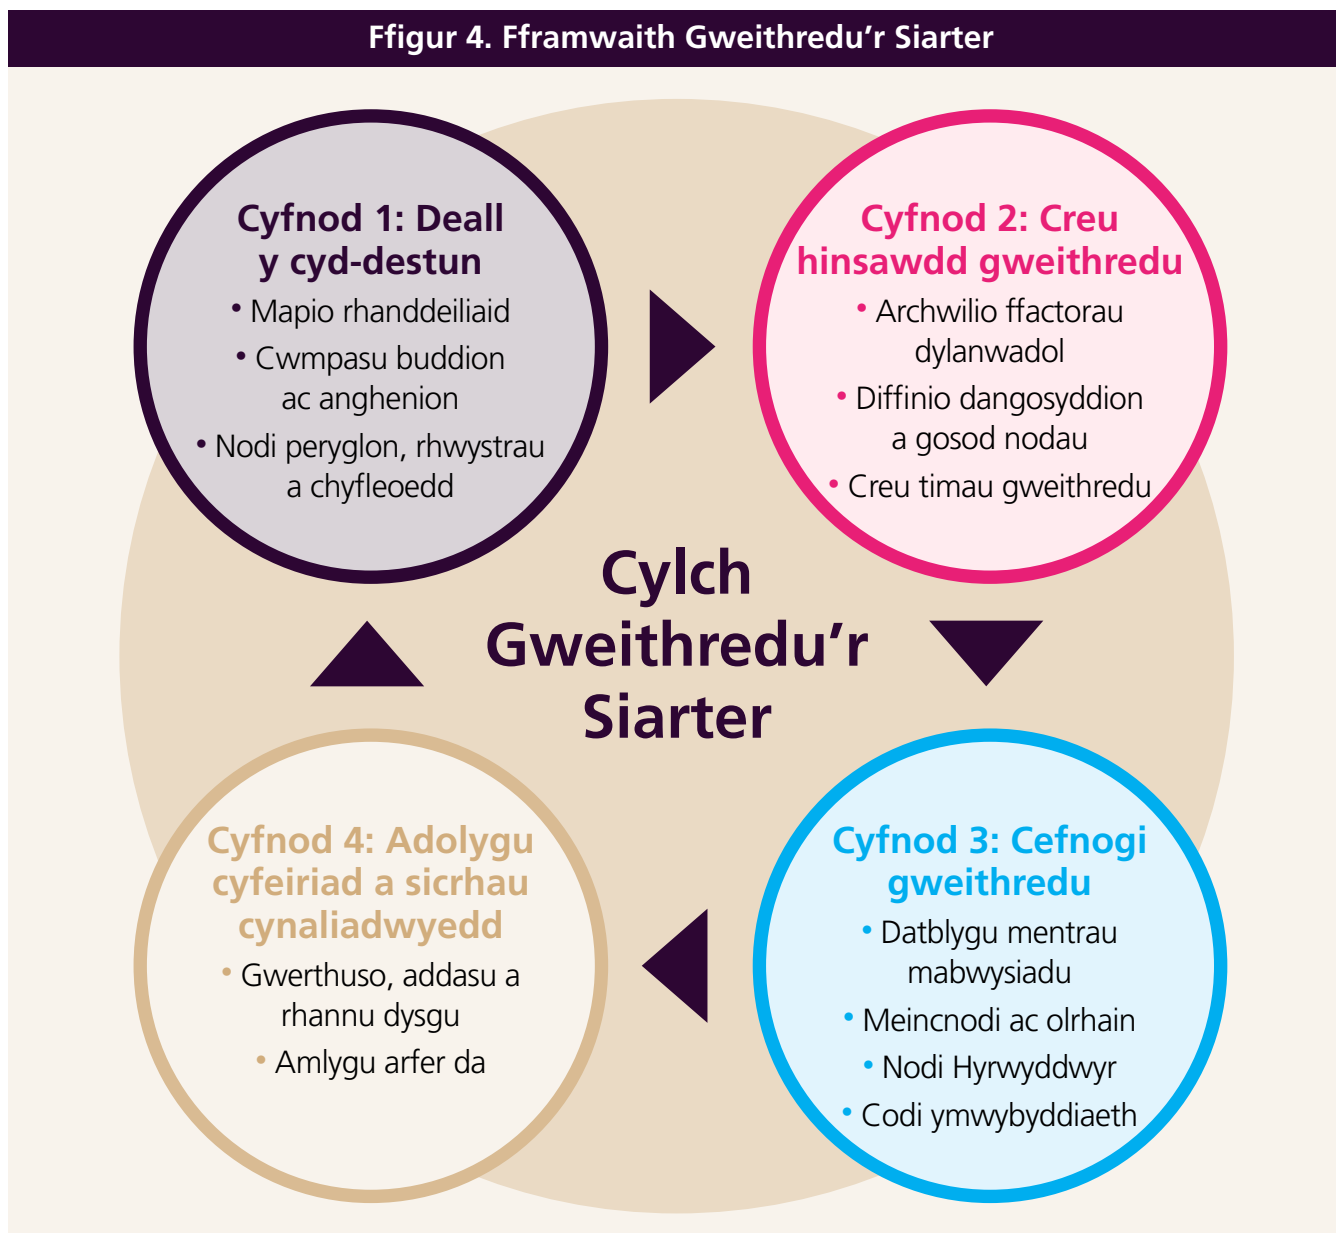 Ffigur 4. Fframwaith Gweithredu’r Siarter
Cyfnod 1: Deall
y cyd-destun
• Mapio rhanddeiliaid
• Cwmpasu buddion
ac anghenion
• Nodi peryglon, rhwystrau
a chyfleoedd
Cyfnod 2: Creu
hinsawdd gweithredu
• Archwilio ffactorau
dylanwadol
• Diffinio dangosyddion
a gosod nodau
• Creu timau gweithredu
Cylch
Gweithredu’r
Siarter
Cyfnod 3: Cefnogi
gweithredu
• Datblygu mentrau
mabwysiadu
• Meincnodi ac olrhain
• Nodi Hyrwyddwyr
• Codi ymwybyddiaeth
Cyfnod 4: Adolygu
cyfeiriad a sicrhau
cynaliadwyedd
• Gwerthuso, addasu a
rhannu dysgu
• Amlygu arfer da